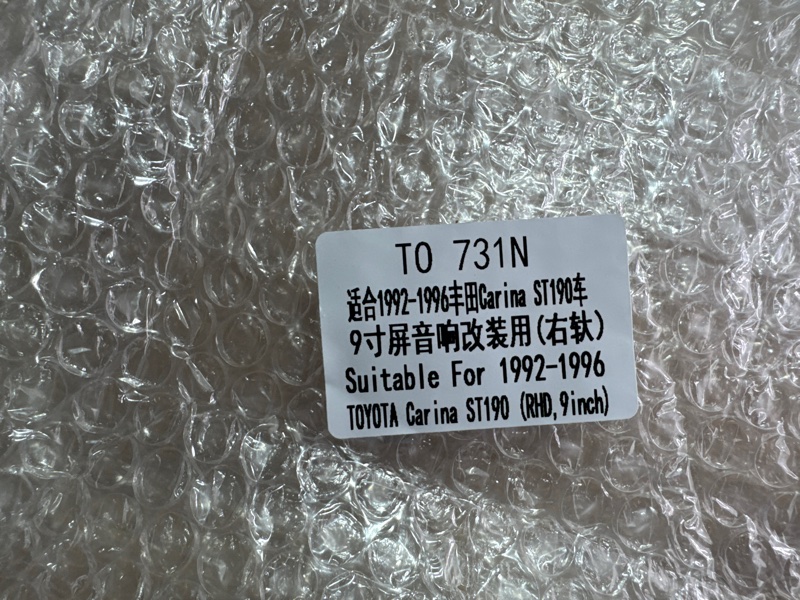 TO 731N
适合1992-1996丰田Carina ST190车
9寸屏音响改装用(右钛)
Suitable For 1992-1996
TOYOTA Carina ST190 (RHD,9inch)